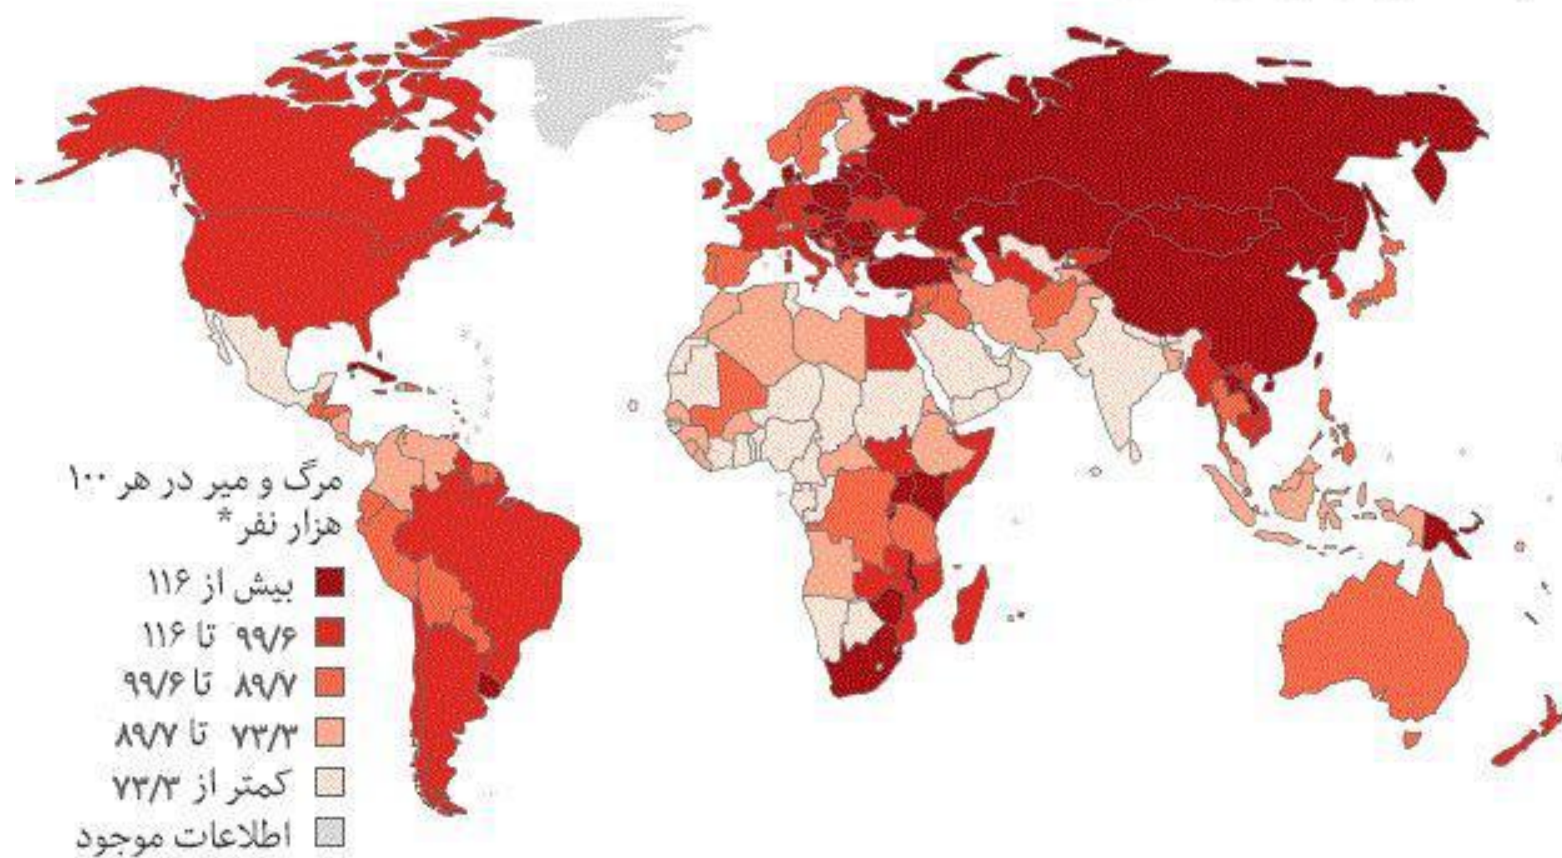 مرگ و میر در هر ۱۰۰
هزار نفر*
بیش از ۱۱۶
۹۹/۶ تا ۱۱۶
۸۹/۷ تا ۹۹/۶
۷۳/۳ تا ۸۹/۷
کمتر از ۷۳/۳
اطلاعات موجود